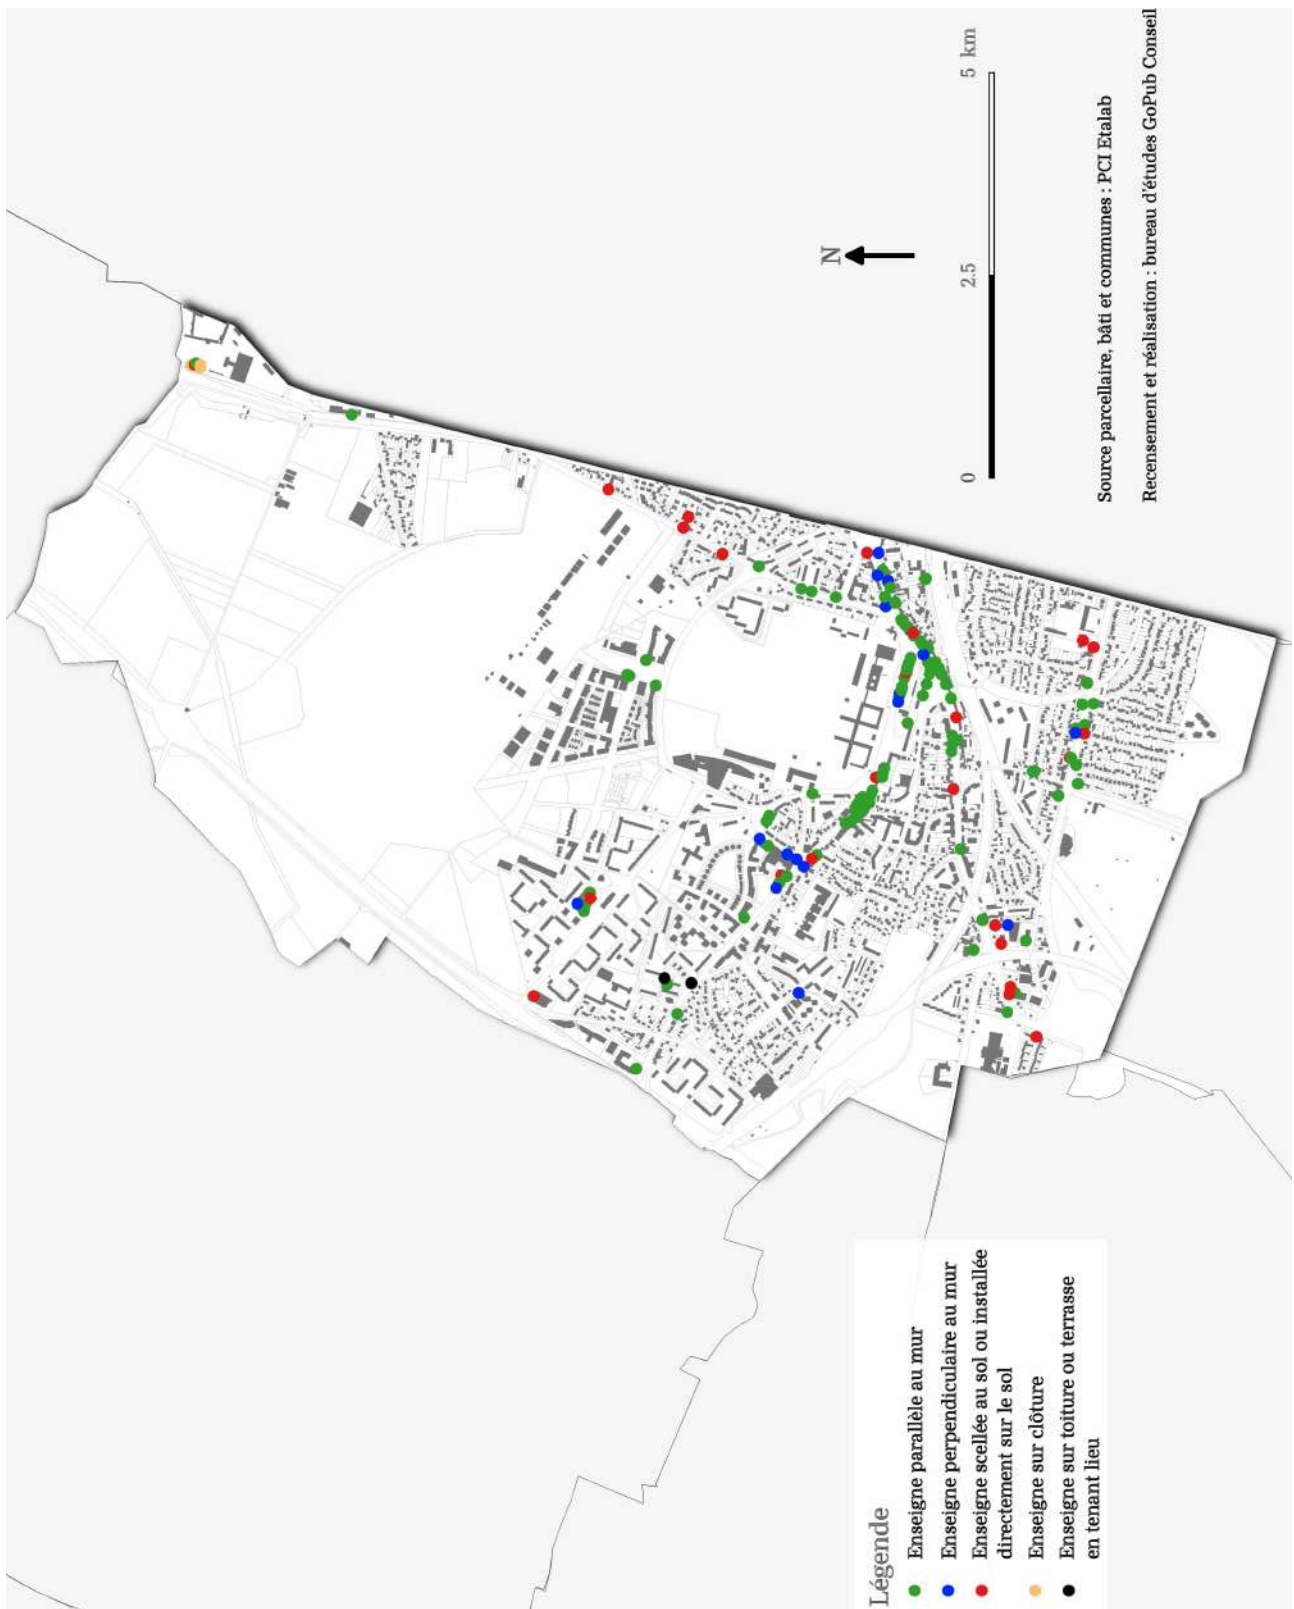 Légende
Enseigne parallèle au mur
Enseigne perpendiculaire au mur
Enseigne scellée au sol ou installée
directement sur le sol
Enseigne sur clôture
Enseigne sur toiture ou terrasse
en tenant lieu
N
0 2.5 5 km
Source parcellaire, bâti et communes : PCI Etalab
Recensement et réalisation : bureau d'études GoPub Conseil